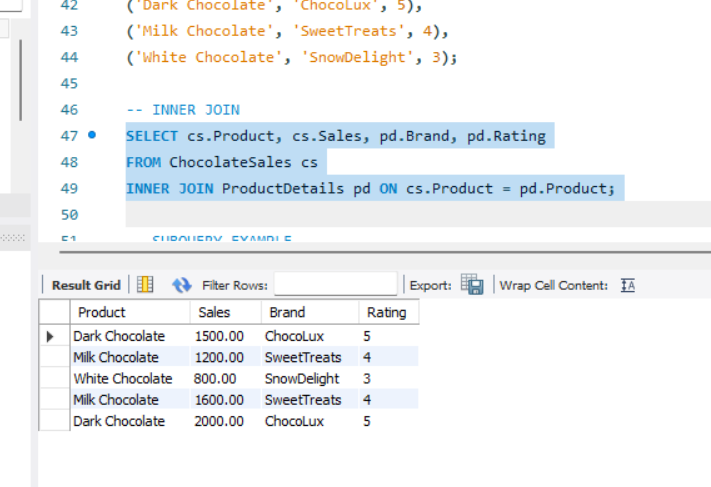 42 ('Dark Chocolate', 'ChocoLux', 5),
43 ('Milk Chocolate', 'SweetTreats', 4),
44 ('White Chocolate', 'SnowDelight', 3);
45
46 -- INNER JOIN
47 SELECT cs.Product, cs.Sales, pd.Brand, pd.Rating
48 FROM ChocolateSales cs
49 INNER JOIN ProductDetails pd ON cs.Product = pd.Product;
50
51 -- SUBQUERY EXAMPLE
Result Grid Filter Rows: Export: Wrap Cell Content:
Product Sales Brand Rating
Dark Chocolate 1500.00 ChocoLux 5
Milk Chocolate 1200.00 SweetTreats 4
White Chocolate 800.00 SnowDelight 3
Milk Chocolate 1600.00 SweetTreats 4
Dark Chocolate 2000.00 ChocoLux 5